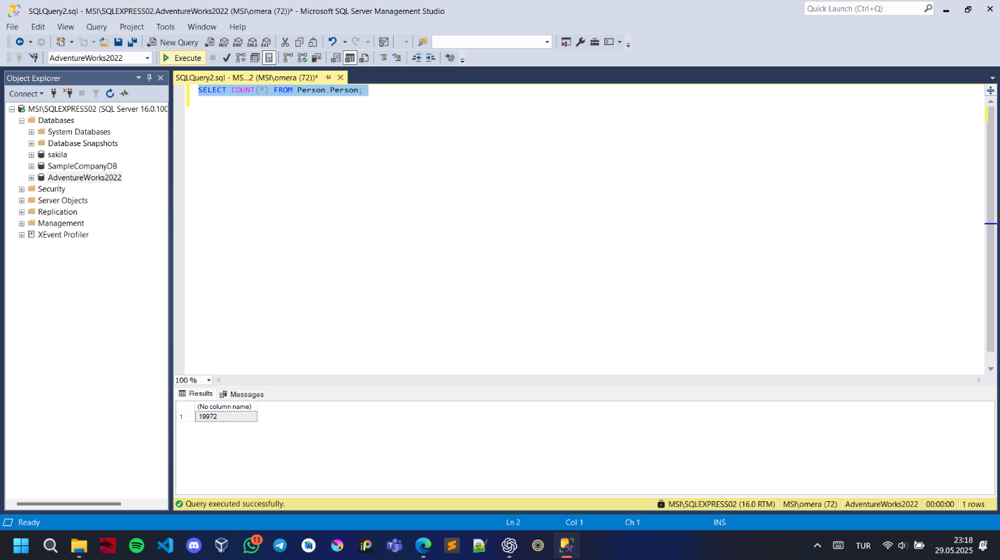 SQLQuery2.sql - MSI\SQLEXPRESS02.AdventureWorks2022 (MSI\omera (72))* - Microsoft SQL Server Management Studio
Quick Launch (Ctrl+Q)
File Edit View Query Project Tools Window Help
New Query
MDX DMX XMLA DAX
AdventureWorks2022
Execute
Object Explorer
SQLQuery2.sql - MS...2 (MSI\omera (72))*
Connect
SELECT COUNT(*) FROM Person.Person;
MSI\SQLEXPRESS02 (SQL Server 16.0.100
Databases
System Databases
Database Snapshots
sakila
SampleCompanyDB
AdventureWorks2022
Security
Server Objects
Replication
Management
XEvent Profiler
100 %
Results Messages
(No column name)
1 19972
Query executed successfully.
MSI\SQLEXPRESS02 (16.0 RTM) MSI\omera (72) AdventureWorks2022 00:00:00 1 rows
Ready Ln 2 Col 1 Ch 1 INS
13
TUR
23:18
29.05.2025